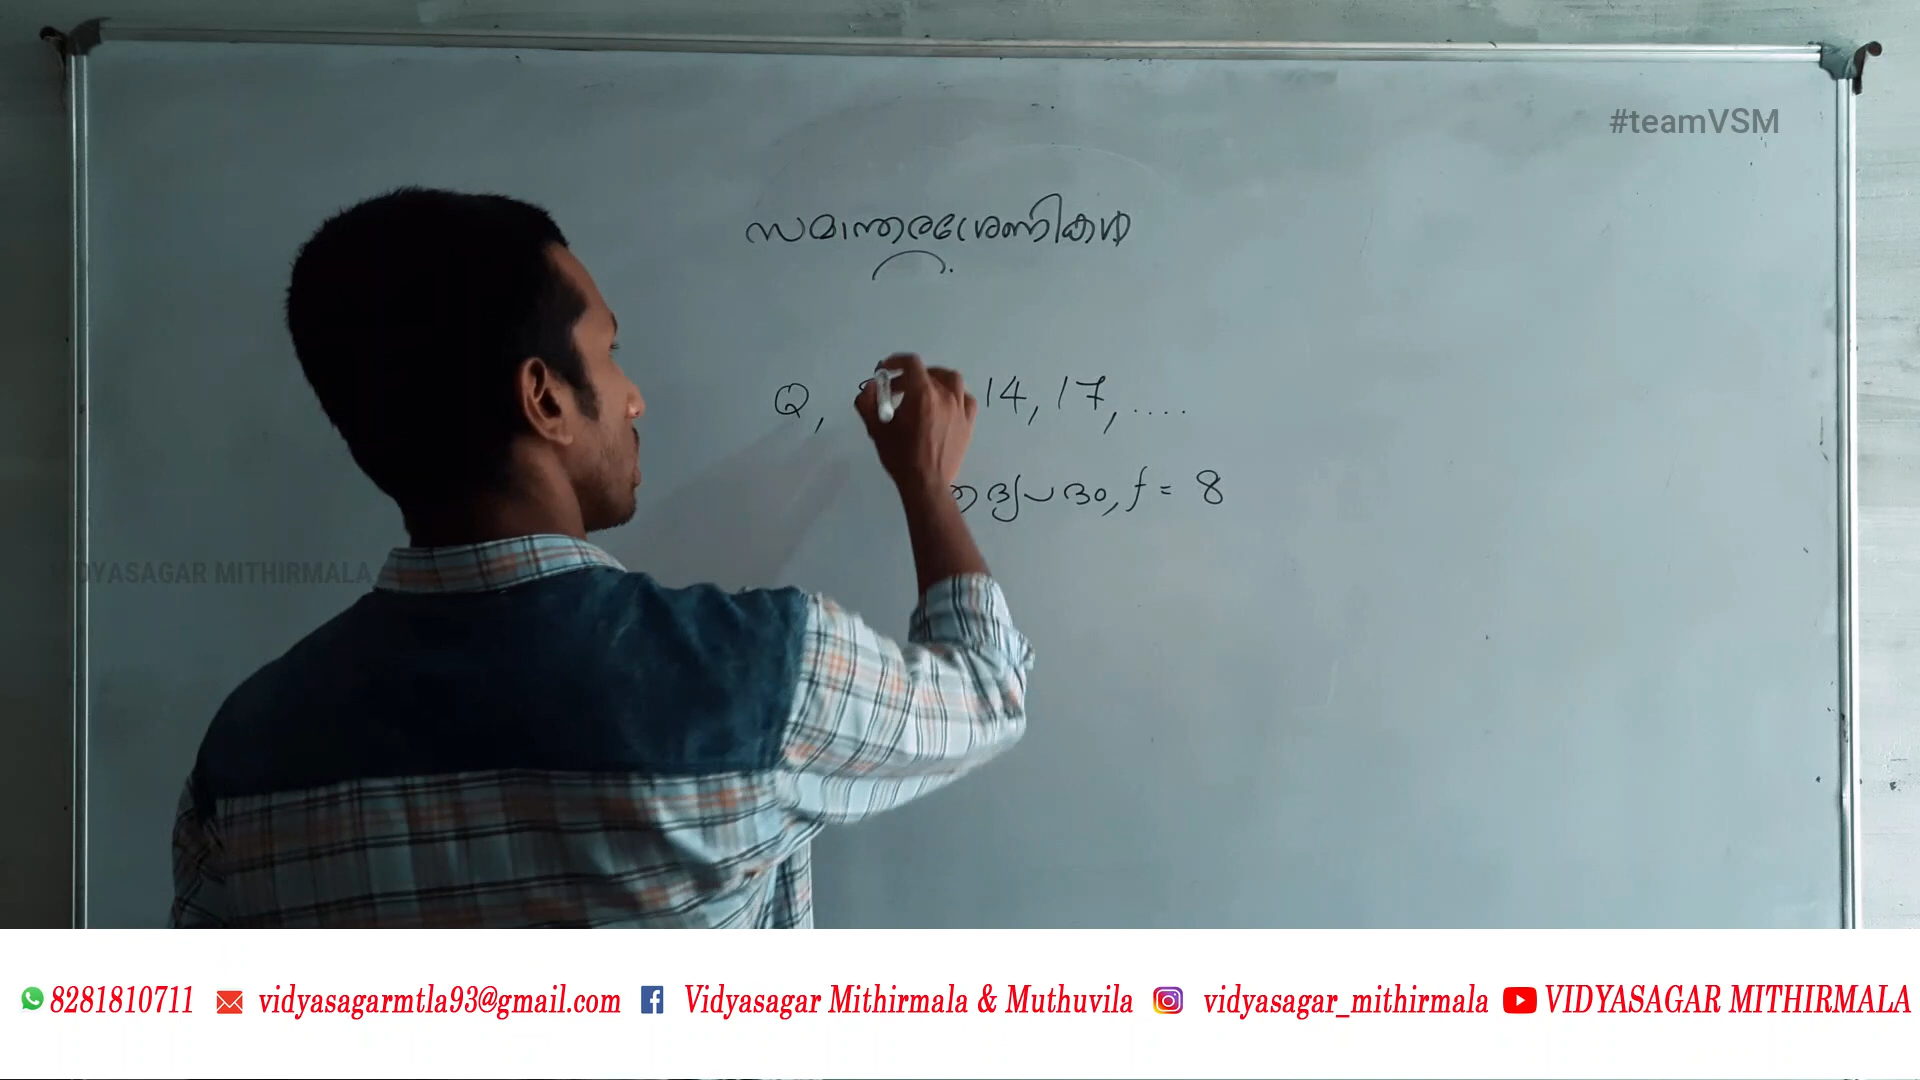 #teamVSM
സമാന്തരശ്രേണികൾ
Q, 14, 17, ....
ദ്യപദം, f = 8
VIDYASAGAR MITHIRMALA
8281810711 vidyasagarmtla93@gmail.com Vidyasagar Mithirmala & Muthuvila vidyasagar_mithirmala VIDYASAGAR MITHIRMALA